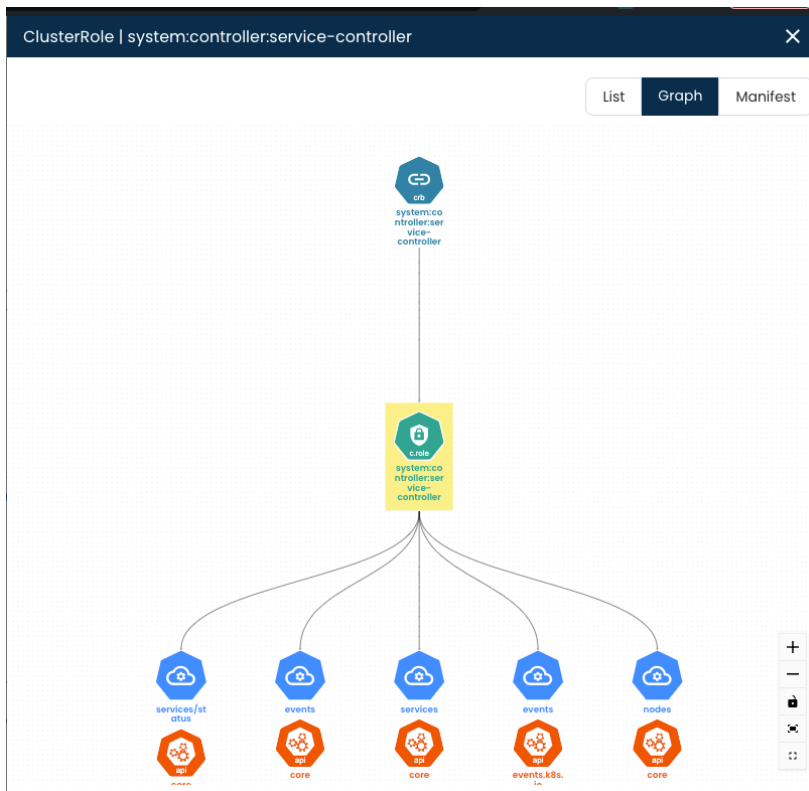 ClusterRole | system:controller:service-controller
List Graph Manifest
crb
system:co
ntroller:ser
vice-
controller
c.role
system:co
ntroller:ser
vice-
controller
services/st
atus
events
services
events
nodes
api
core
api
core
api
core
api
events.k8s.
io
api
core